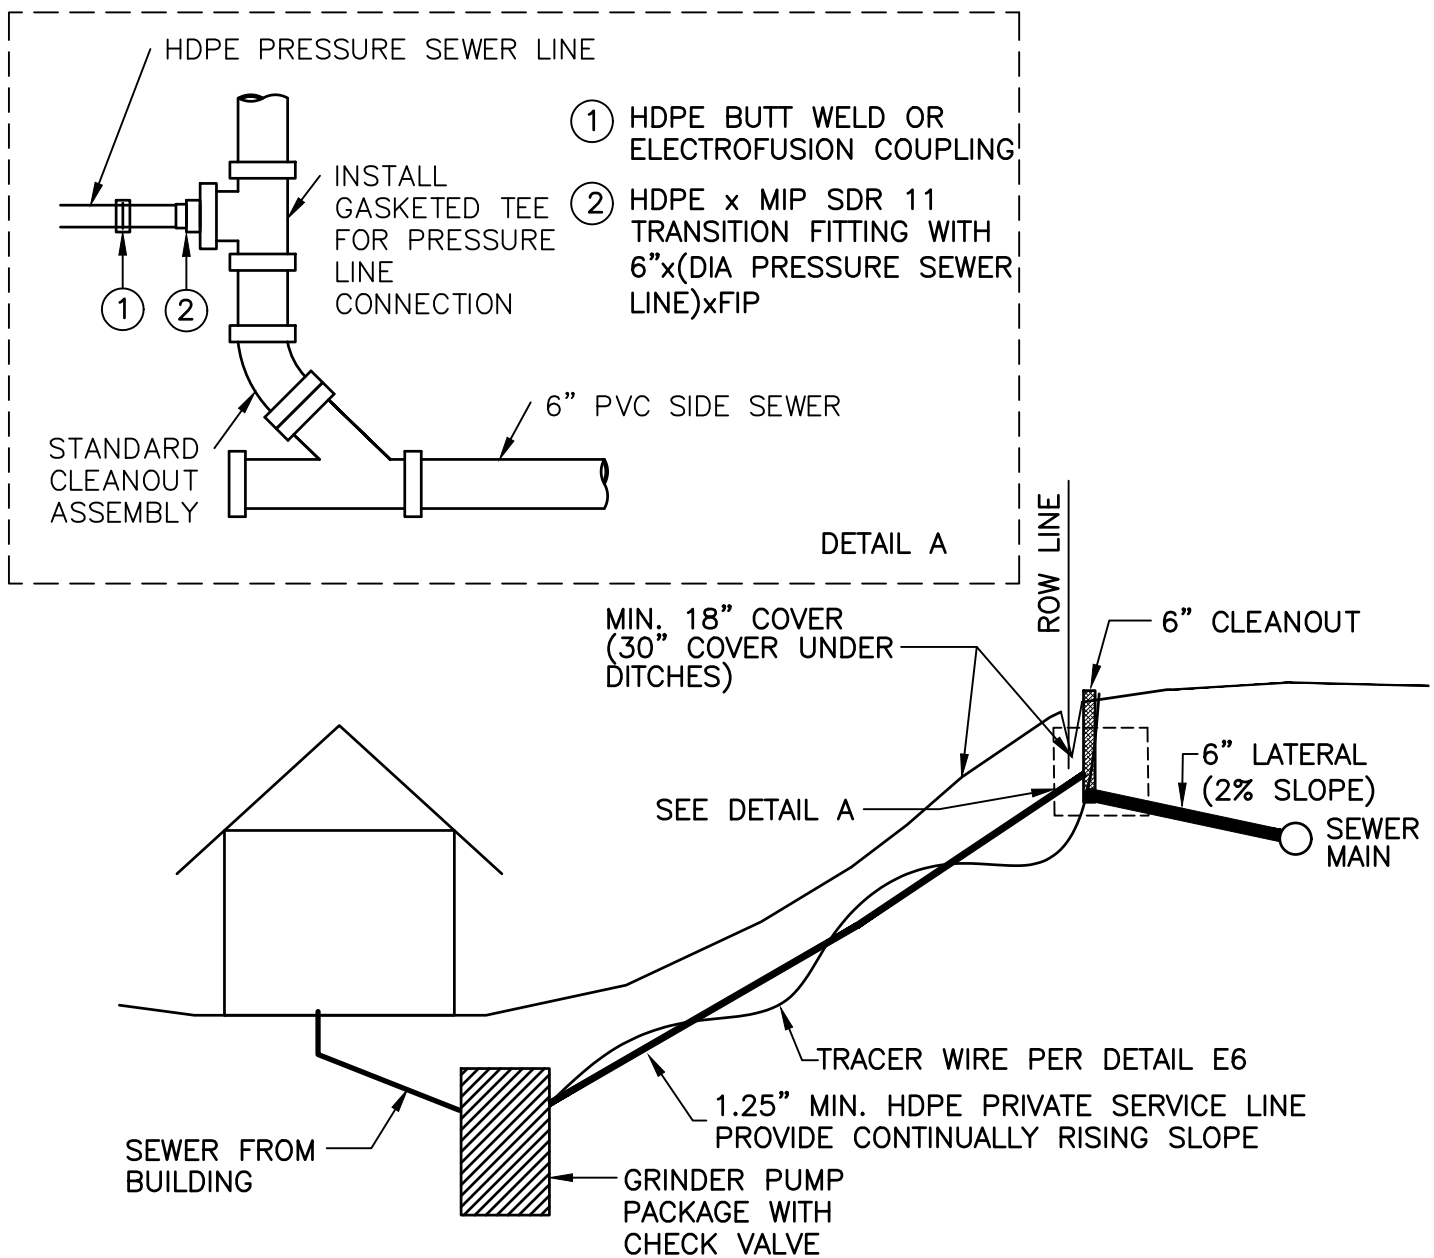 HDPE PRESSURE SEWER LINE
1 HDPE BUTT WELD OR
ELECTROFUSION COUPLING
INSTALL
GASKETED TEE
FOR PRESSURE
LINE
CONNECTION
2 HDPE x MIP SDR 11
TRANSITION FITTING WITH
6"x(DIA PRESSURE SEWER
LINE)xFIP
1
2
6" PVC SIDE SEWER
STANDARD
CLEANOUT
ASSEMBLY
DETAIL A
ROW LINE
MIN. 18" COVER
(30" COVER UNDER
DITCHES)
6" CLEANOUT
6" LATERAL
(2% SLOPE)
SEE DETAIL A
SEWER
MAIN
TRACER WIRE PER DETAIL E6
1.25" MIN. HDPE PRIVATE SERVICE LINE
PROVIDE CONTINUALLY RISING SLOPE
SEWER FROM
BUILDING
GRINDER PUMP
PACKAGE WITH
CHECK VALVE